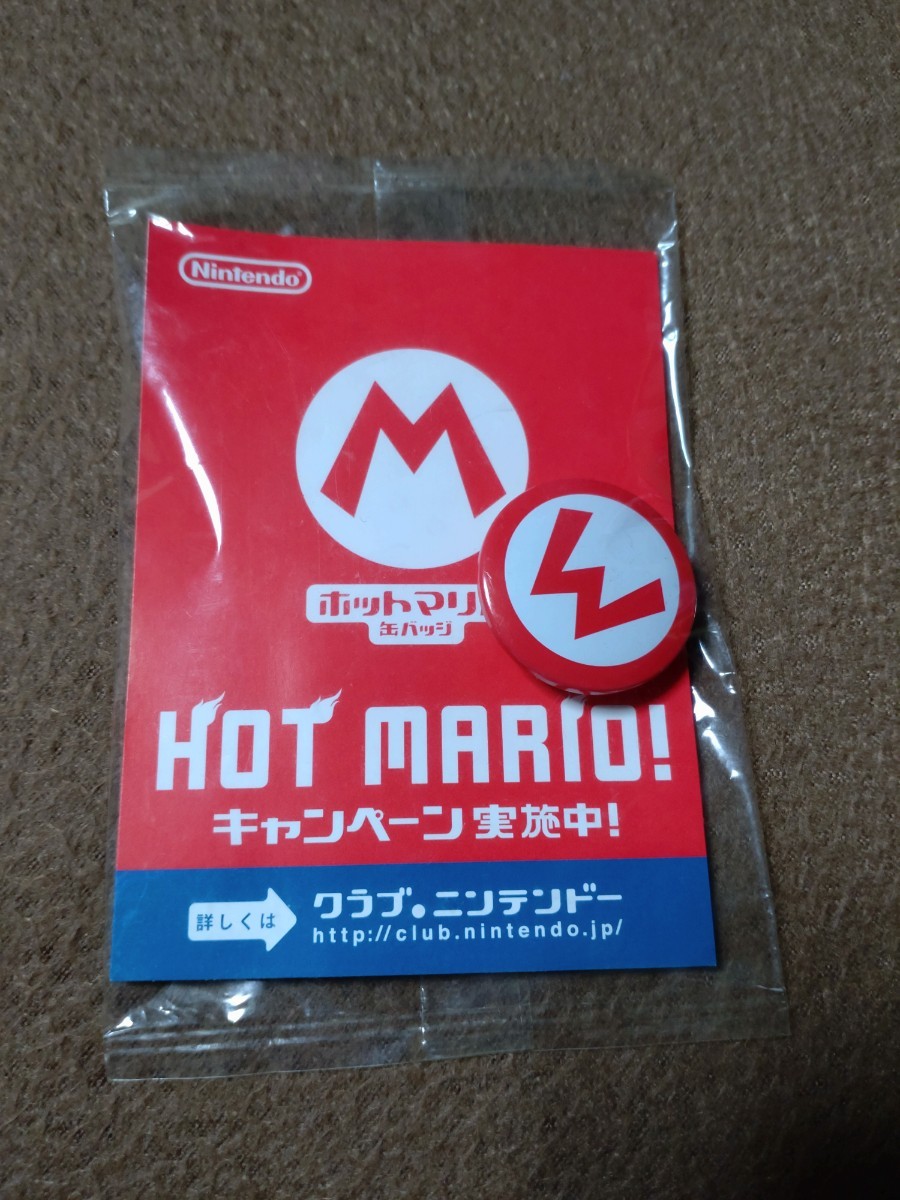 Nintendo
M
ホットマリ
缶バッジ
M
HOT MARIO!
キャンペーン実施中!
詳しくは
クラブ・ニンテンドー
http://club.nintendo.jp/